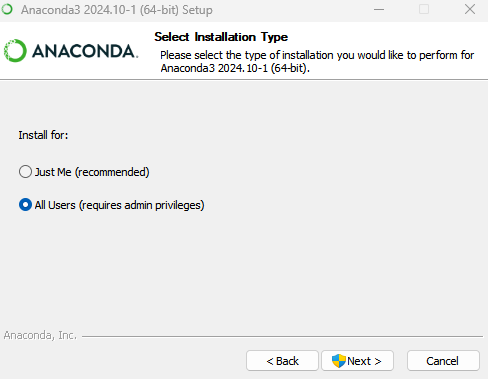 Anaconda3 2024.10-1 (64-bit) Setup
ANACONDA.
Select Installation Type
Please select the type of installation you would like to perform for
Anaconda3 2024.10-1 (64-bit).
Install for:
Just Me (recommended)
All Users (requires admin privileges)
Anaconda, Inc.
< Back
Next >
Cancel